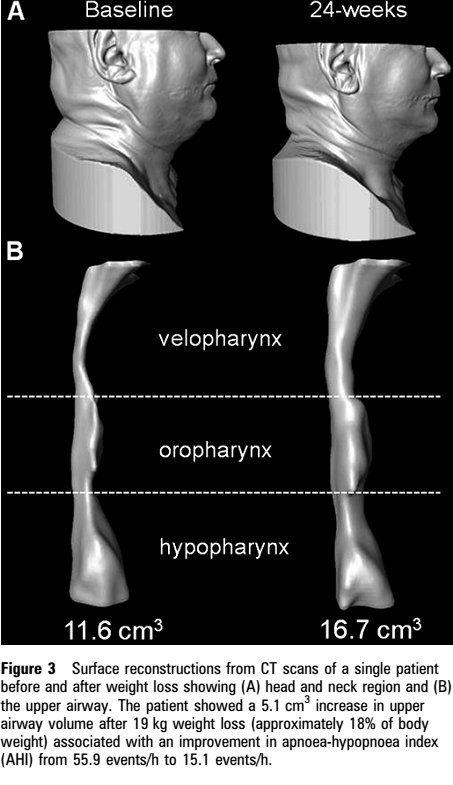 A Baseline 24-weeks
B
velopharynx
oropharynx
hypopharynx
11.6 cm³ 16.7 cm³
Figure 3 Surface reconstructions from CT scans of a single patient
before and after weight loss showing (A) head and neck region and (B)
the upper airway. The patient showed a 5.1 cm³ increase in upper
airway volume after 19 kg weight loss (approximately 18% of body
weight) associated with an improvement in apnoea-hypopnoea index
(AHI) from 55.9 events/h to 15.1 events/h.